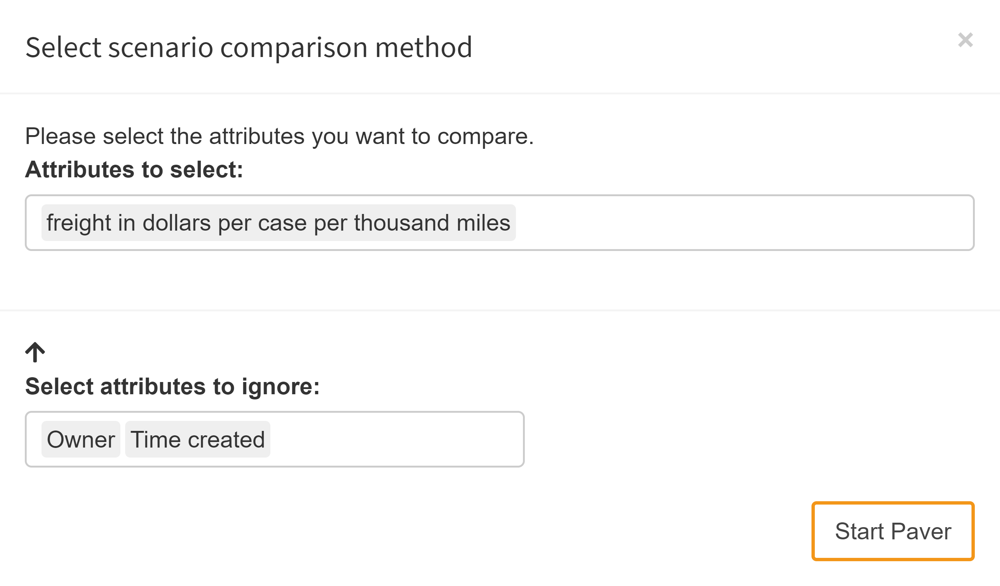 Select scenario comparison method
×
Please select the attributes you want to compare.
Attributes to select:
freight in dollars per case per thousand miles
Select attributes to ignore:
Owner Time created
Start Paver